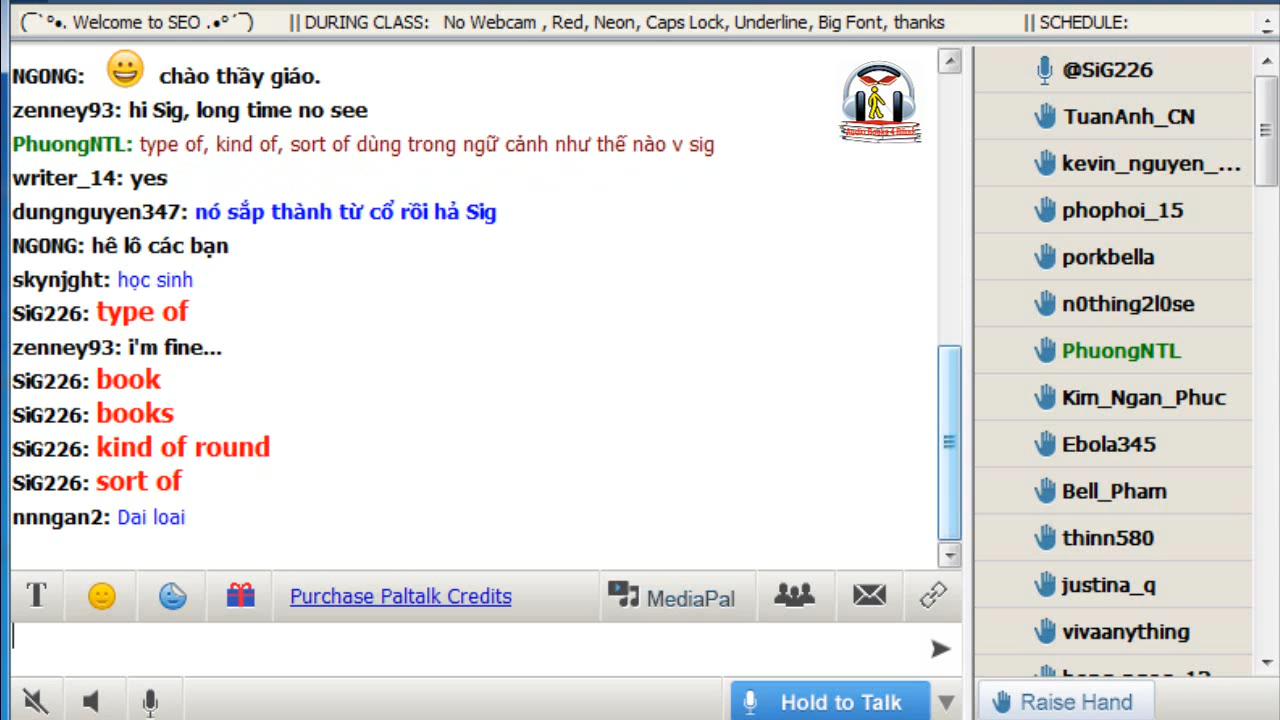 (¯`°•. Welcome to SEO .•°´¯) || DURING CLASS: No Webcam , Red, Neon, Caps Lock, Underline, Big Font, thanks || SCHEDULE:
NGONG: chào thầy giáo.
zenney93: hi Sig, long time no see
PhuongNTL: type of, kind of, sort of dùng trong ngữ cảnh như thế nào v sig
writer_14: yes
dungnguyen347: nó sắp thành từ cổ rồi hả Sig
NGONG: hê lô các bạn
skynjght: học sinh
SiG226: type of
zenney93: i'm fine...
SiG226: book
SiG226: books
SiG226: kind of round
SiG226: sort of
nnngan2: Dai loai
T
Purchase Paltalk Credits
MediaPal
Hold to Talk
@SiG226
TuanAnh_CN
kevin_nguyen_...
phophoi_15
porkbella
n0thing2l0se
PhuongNTL
Kim_Ngan_Phuc
Ebola345
Bell_Pham
thinn580
justina_q
vivaanything
Raise Hand